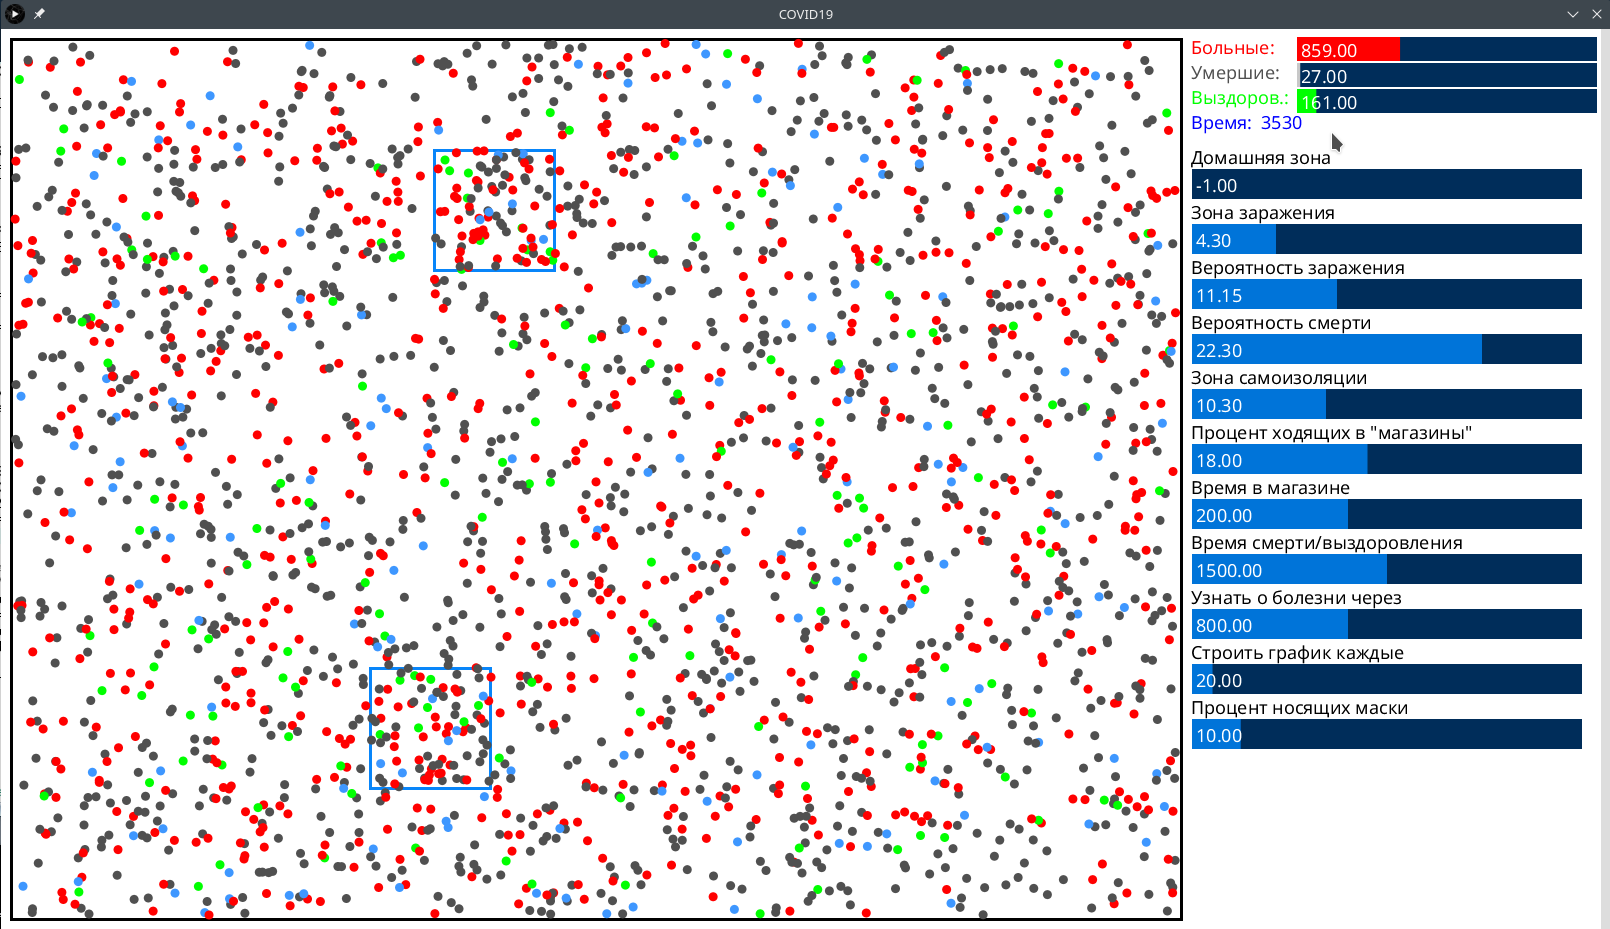 COVID19
Больные: 859.00
Умершие: 27.00
Выздоров.: 161.00
Время: 3530
Домашняя зона
-1.00
Зона заражения
4.30
Вероятность заражения
11.15
Вероятность смерти
22.30
Зона самоизоляции
10.30
Процент ходящих в "магазины"
18.00
Время в магазине
200.00
Время смерти/выздоровления
1500.00
Узнать о болезни через
800.00
Строить график каждые
20.00
Процент носящих маски
10.00